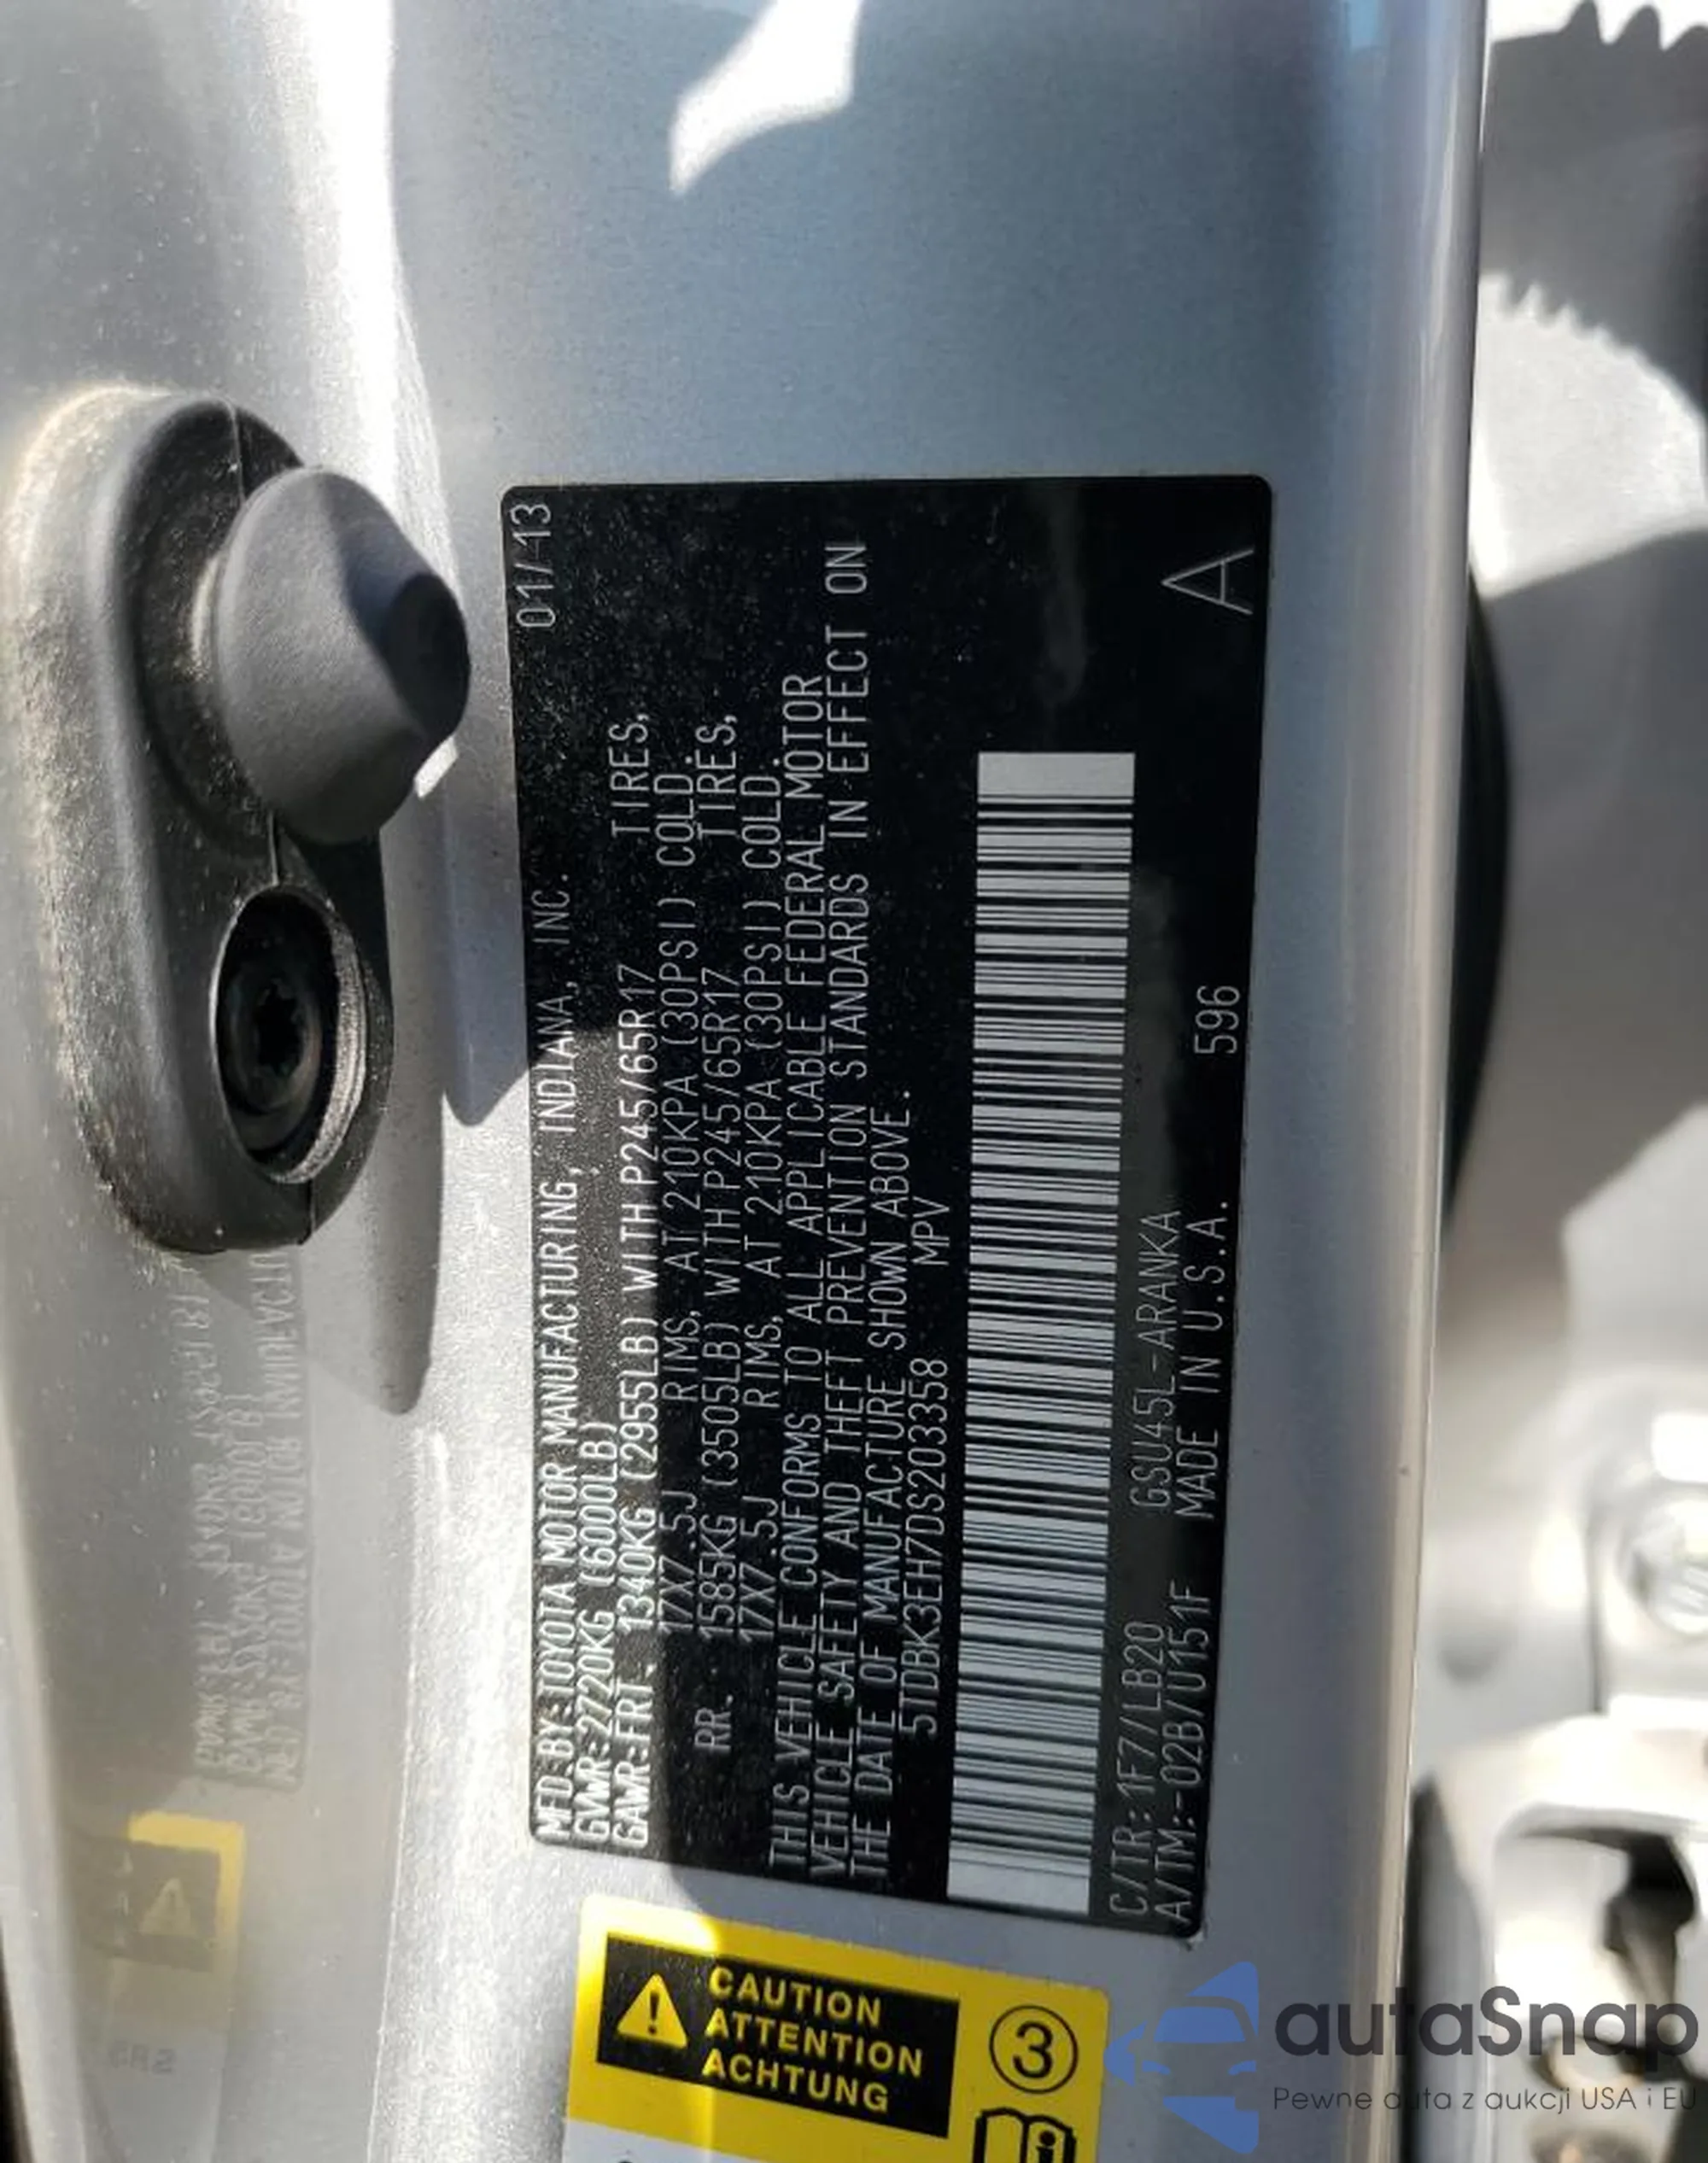 01/13
MFD BY: TOYOTA MOTOR MANUFACTURING, INDIANA, INC.
GVWR: 2720KG (6000LB)
GAWR: FRT. 1340KG (2955LB) WITH P245/65R17 TIRES,
17X7.5J RIMS, AT 210KPA (30PSI) COLD.
RR. 1585KG (3505LB) WITH P245/65R17 TIRES,
17X7.5J RIMS, AT 210KPA (30PSI) COLD.
THIS VEHICLE CONFORMS TO ALL APPLICABLE FEDERAL MOTOR
VEHICLE SAFETY AND THEFT PREVENTION STANDARDS IN EFFECT ON
THE DATE OF MANUFACTURE SHOWN ABOVE.
5TDBK3EH7DS203358 MPV
C/TR: 1F7/LB20 GSU45L-ARANKA
A/TM: -02B/U151F MADE IN U.S.A. 596
A
CAUTION
ATTENTION
ACHTUNG
3
autaSnap
Pewne auta z aukcji USA i EU